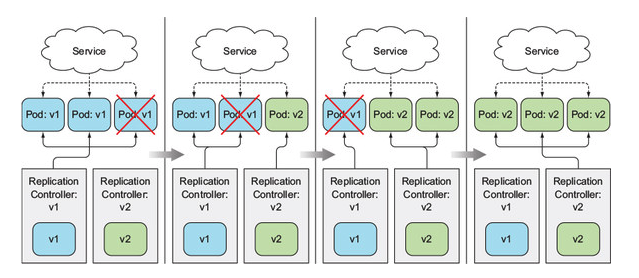 Service
Service
Service
Service
Pod: v1
Pod: v1
Pod: v1
Pod: v1
Pod: v1
Pod: v2
Pod: v1
Pod: v2
Pod: v2
Pod: v2
Pod: v2
Pod: v2
Replication
Controller:
v1
Replication
Controller:
v2
Replication
Controller:
v1
Replication
Controller:
v2
Replication
Controller:
v1
Replication
Controller:
v2
Replication
Controller:
v1
Replication
Controller:
v2
v1
v2
v1
v2
v1
v2
v1
v2